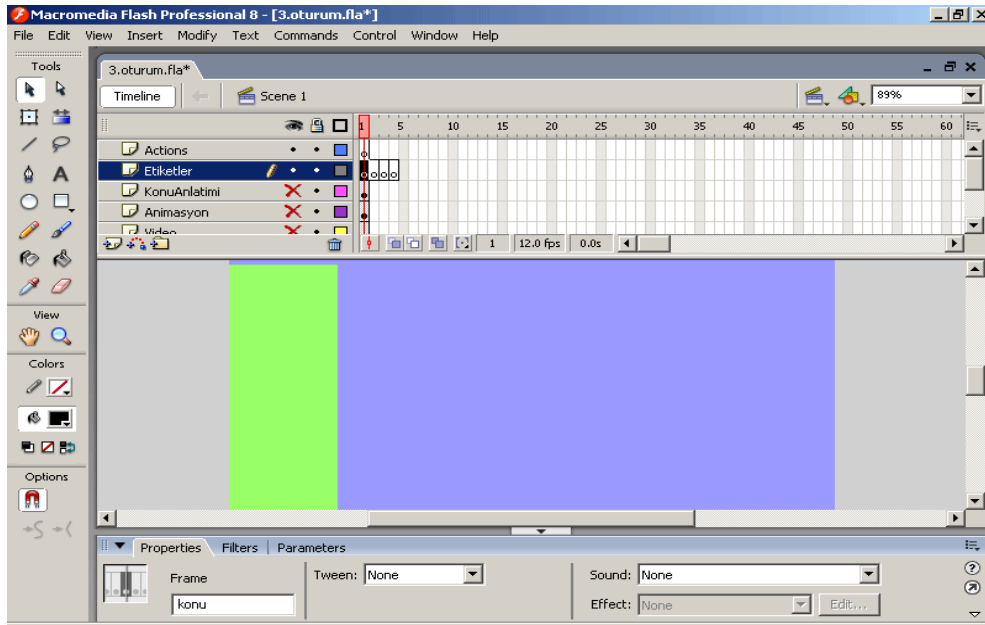 Macromedia Flash Professional 8 - [3.oturum.fla*]
File Edit View Insert Modify Text Commands Control Window Help
Tools
3.oturum.fla*
Timeline Scene 1 89%
1 5 10 15 20 25 30 35 40 45 50 55 60
Actions
Etiketler
KonuAnlatimi
Animasyon
Video
1 12.0 fps 0.0s
View
Colors
Options
Properties Filters Parameters
Frame Tween: None Sound: None
konu Effect: None Edit...